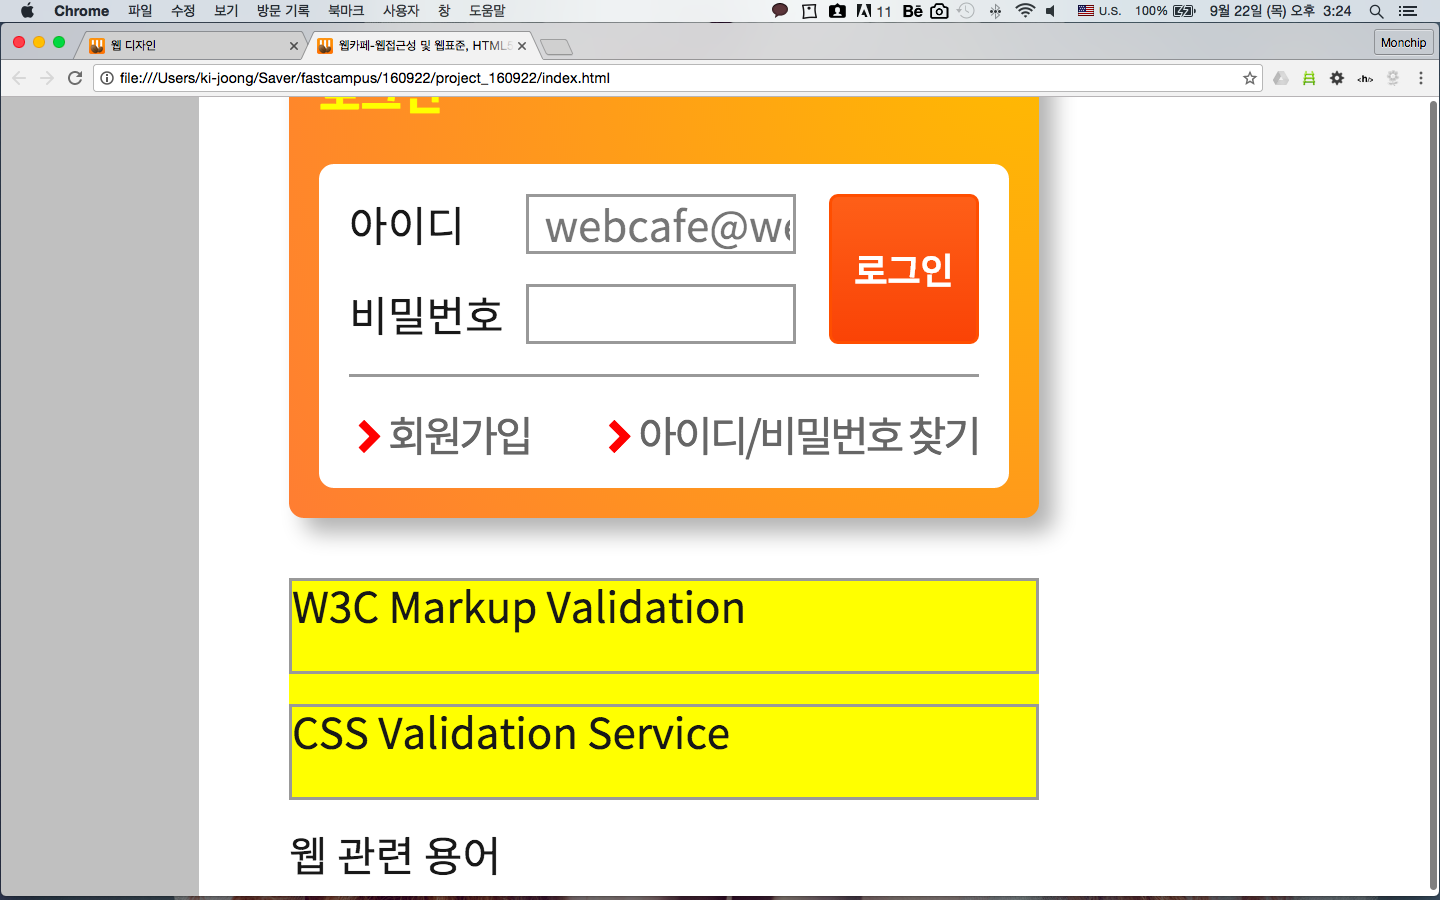 Chrome 파일 수정 보기 방문 기록 북마크 사용자 창 도움말 11 Bē U.S. 100% 9월 22일 (목) 오후 3:24
웹 디자인
웹카페-웹접근성 및 웹표준, HTML5
Monchip
file:///Users/ki-joong/Saver/fastcampus/160922/project_160922/index.html
<h/>
로그인
아이디 webcafe@we
로그인
비밀번호
회원가입 아이디/비밀번호 찾기
W3C Markup Validation
CSS Validation Service
웹 관련 용어